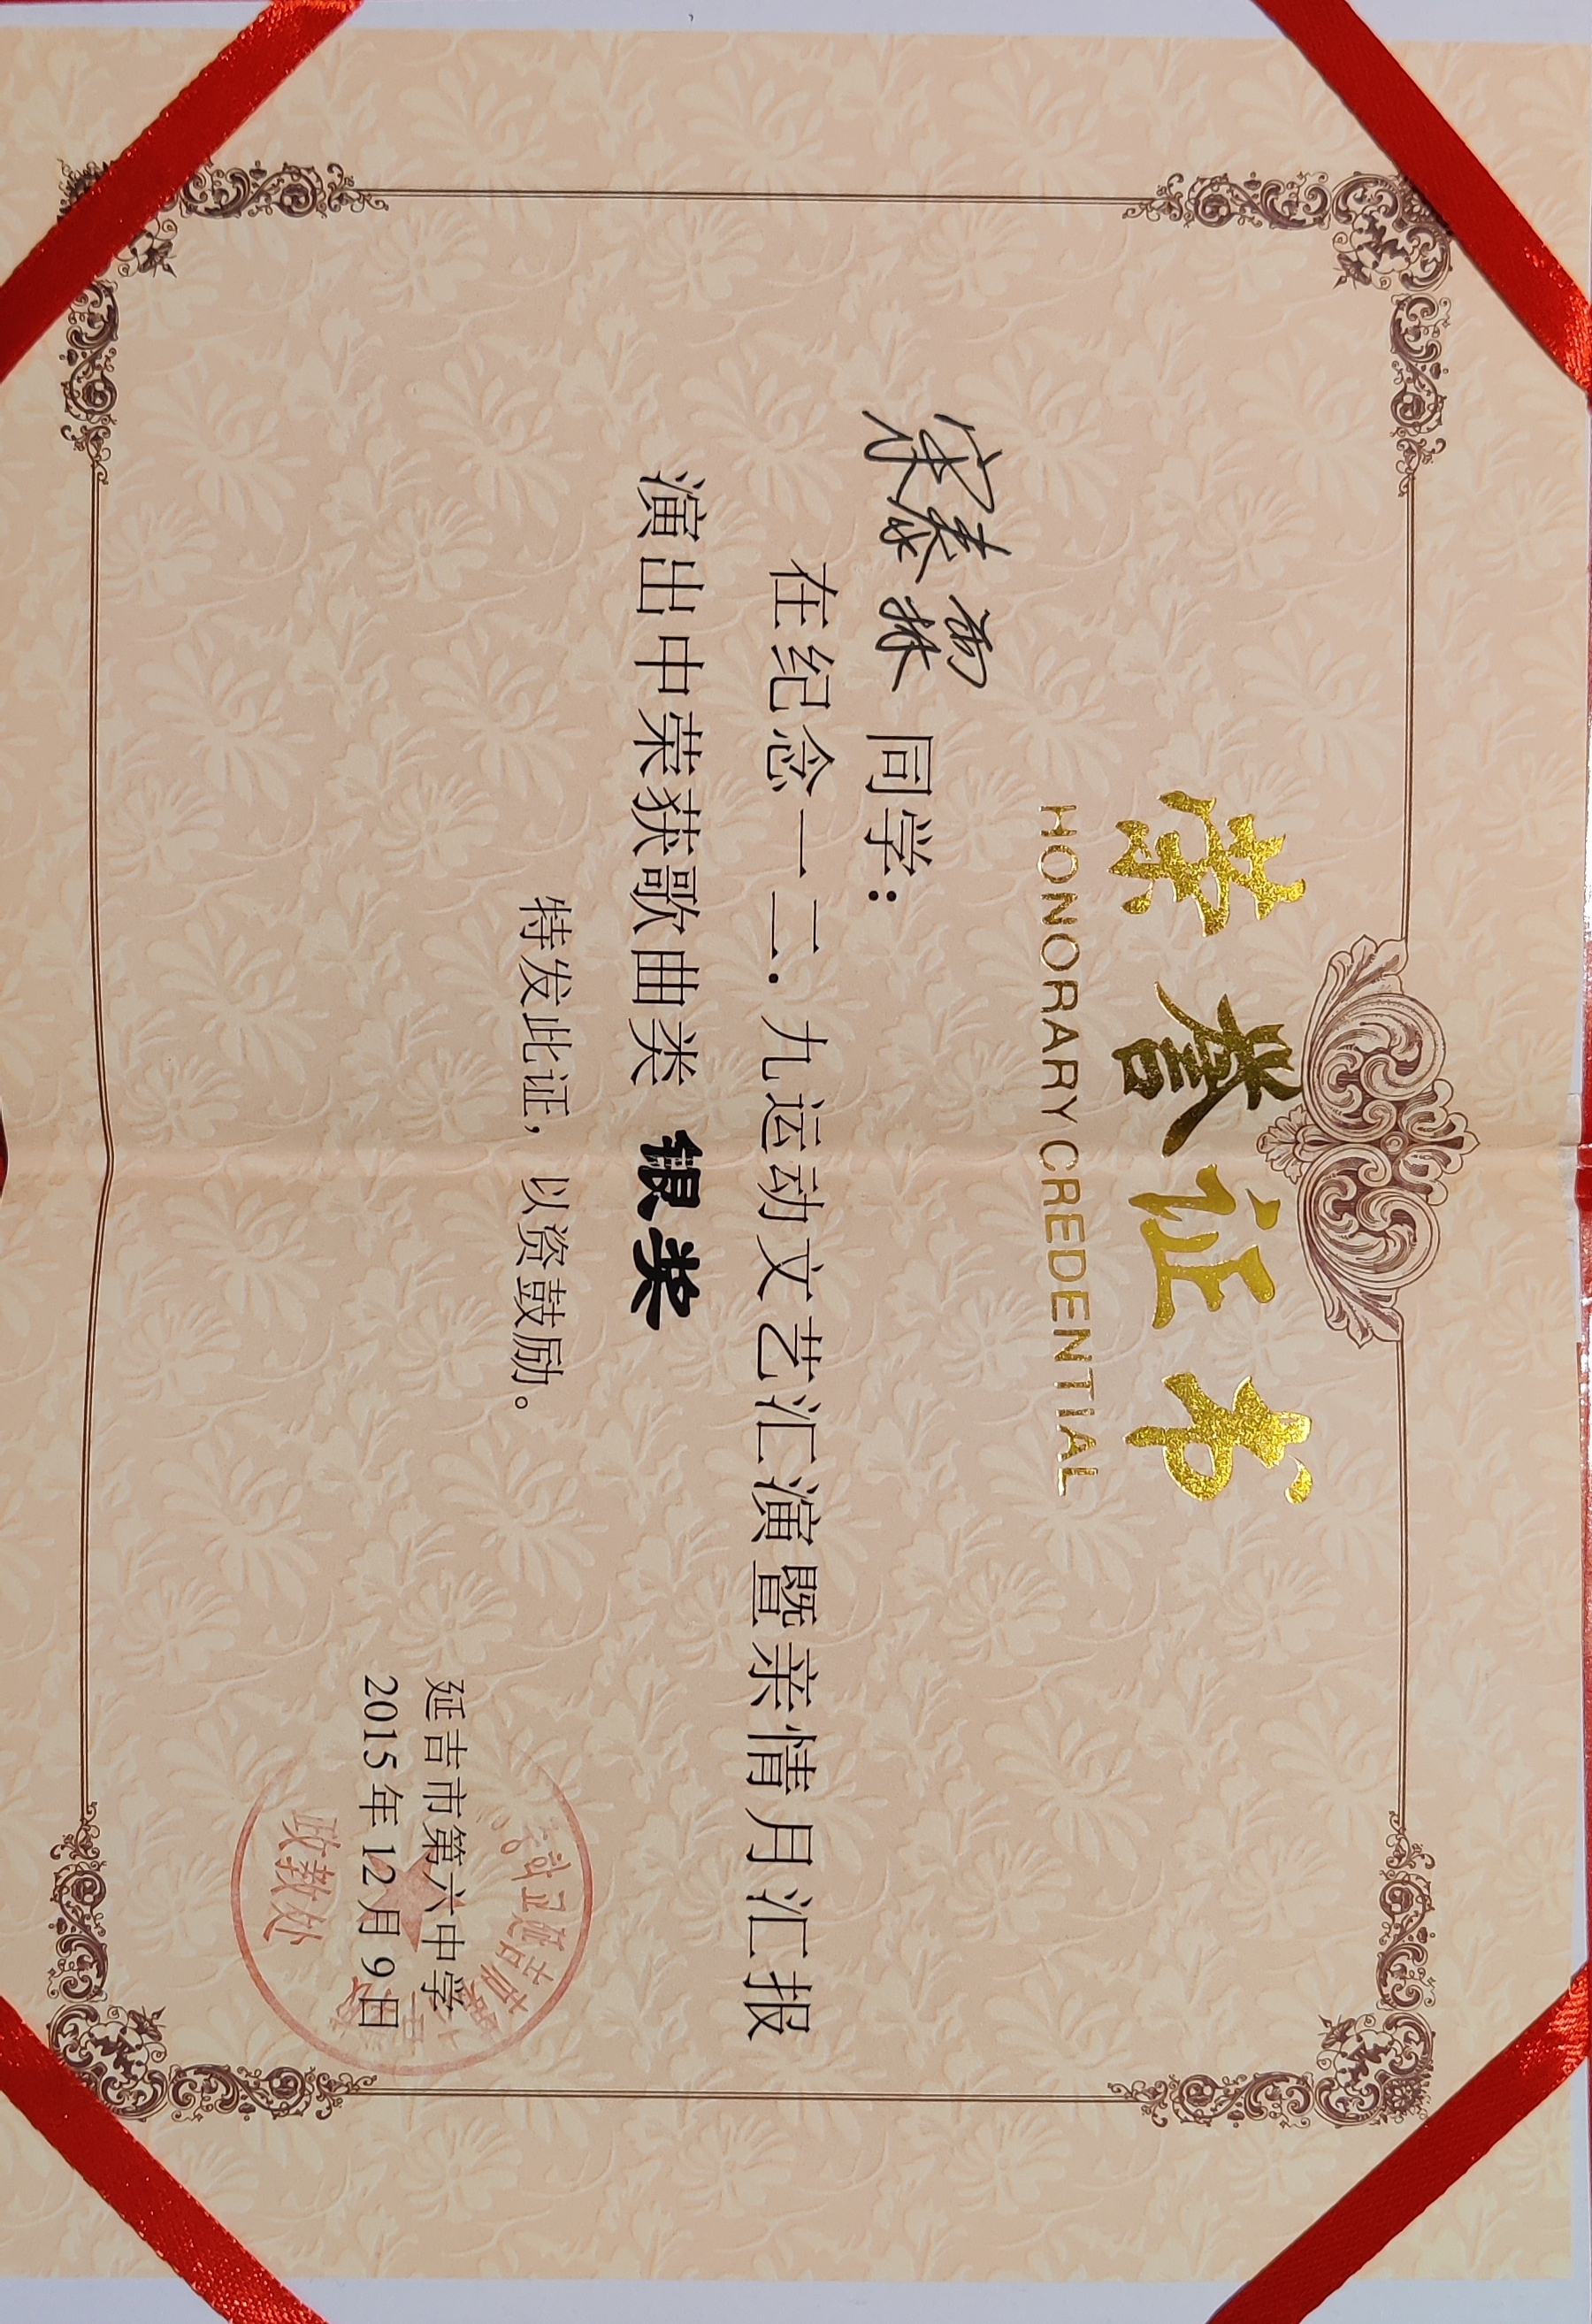 荣誉证书
HONORARY CREDENTIAL
宋泰霖 同学：
在纪念一二·九运动文艺汇演暨亲情月汇报
演出中荣获歌曲类 银奖
特发此证，以资鼓励。
延吉市第六中学
2015年12月9日
政教处